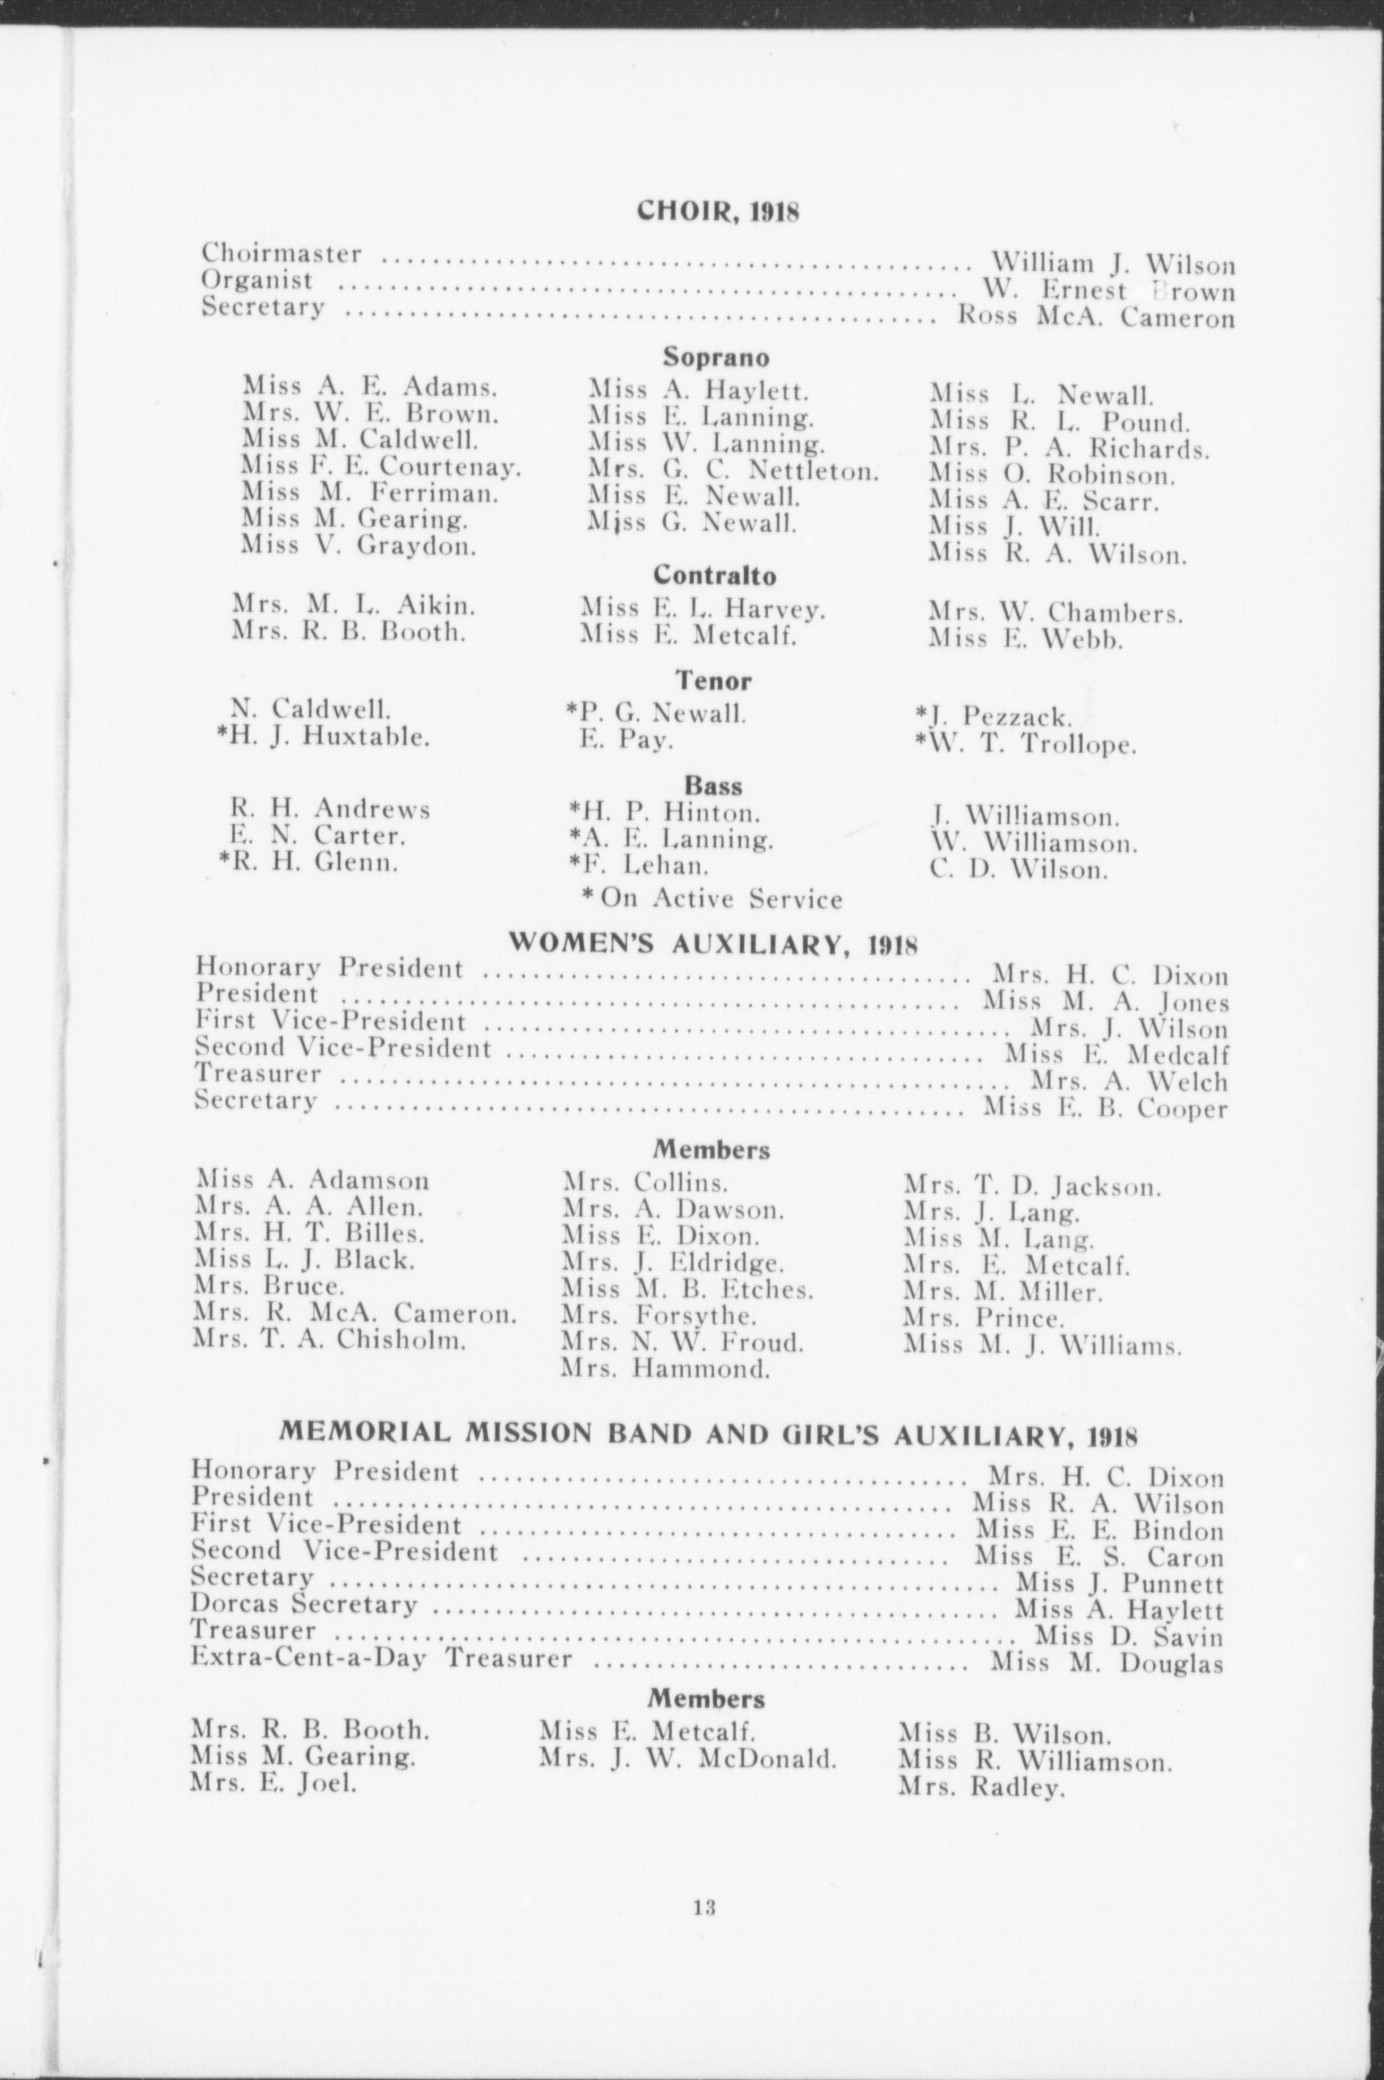 CHOIR, 1918
Choirmaster ............................................... William J. Wilson
Organist ................................................. W. Ernest Brown
Secretary ............................................... Ross McA. Cameron
Soprano
Miss A. E. Adams. Miss A. Haylett. Miss L. Newall.
Mrs. W. E. Brown. Miss E. Lanning. Miss R. L. Pound.
Miss M. Caldwell. Miss W. Lanning. Mrs. P. A. Richards.
Miss F. E. Courtenay. Mrs. G. C. Nettleton. Miss O. Robinson.
Miss M. Ferriman. Miss E. Newall. Miss A. E. Scarr.
Miss M. Gearing. Miss G. Newall. Miss J. Will.
Miss V. Graydon. Miss R. A. Wilson.
Contralto
Mrs. M. L. Aikin. Miss E. L. Harvey. Mrs. W. Chambers.
Mrs. R. B. Booth. Miss E. Metcalf. Miss E. Webb.
Tenor
N. Caldwell. *P. G. Newall. *J. Pezzack.
*H. J. Huxtable. E. Pay. *W. T. Trollope.
Bass
R. H. Andrews *H. P. Hinton. J. Williamson.
E. N. Carter. *A. E. Lanning. W. Williamson.
*R. H. Glenn. *F. Lehan. C. D. Wilson.
* On Active Service
WOMEN'S AUXILIARY, 1918
Honorary President ....................................... Mrs. H. C. Dixon
President ................................................. Miss M. A. Jones
First Vice-President .......................................... Mrs. J. Wilson
Second Vice-President ...................................... Miss E. Medcalf
Treasurer ..................................................... Mrs. A. Welch
Secretary .................................................. Miss E. B. Cooper
Members
Miss A. Adamson Mrs. Collins. Mrs. T. D. Jackson.
Mrs. A. A. Allen. Mrs. A. Dawson. Mrs. J. Lang.
Mrs. H. T. Billes. Miss E. Dixon. Miss M. Lang.
Miss L. J. Black. Mrs. J. Eldridge. Mrs. E. Metcalf.
Mrs. Bruce. Miss M. B. Etches. Mrs. M. Miller.
Mrs. R. McA. Cameron. Mrs. Forsythe. Mrs. Prince.
Mrs. T. A. Chisholm. Mrs. N. W. Froud. Miss M. J. Williams.
Mrs. Hammond.
MEMORIAL MISSION BAND AND GIRL'S AUXILIARY, 1918
Honorary President ....................................... Mrs. H. C. Dixon
President ................................................. Miss R. A. Wilson
First Vice-President ...................................... Miss E. E. Bindon
Second Vice-President .................................. Miss E. S. Caron
Secretary ..................................................... Miss J. Punnett
Dorcas Secretary ............................................. Miss A. Haylett
Treasurer ...................................................... Miss D. Savin
Extra-Cent-a-Day Treasurer .............................. Miss M. Douglas
Members
Mrs. R. B. Booth. Miss E. Metcalf. Miss B. Wilson.
Miss M. Gearing. Mrs. J. W. McDonald. Miss R. Williamson.
Mrs. E. Joel. Mrs. Radley.
13